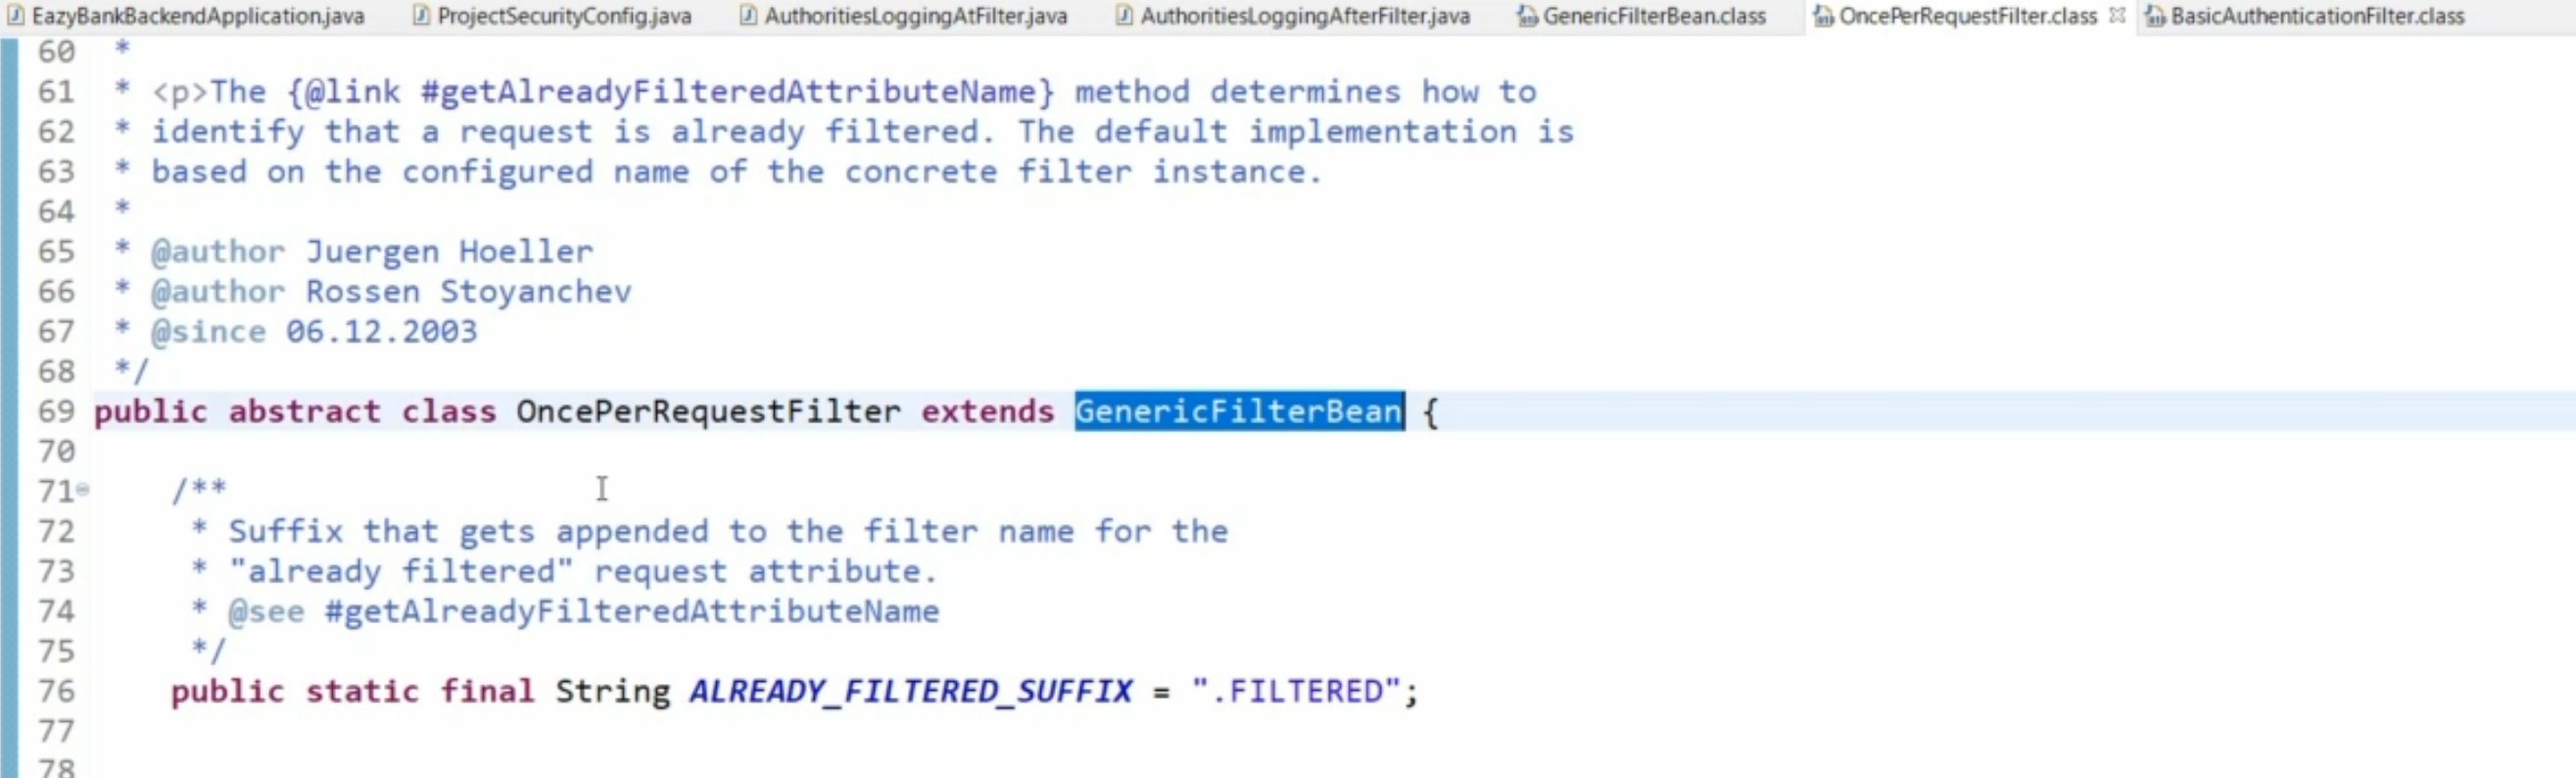 EazyBankBackendApplication.java ProjectSecurityConfig.java AuthoritiesLoggingAtFilter.java AuthoritiesLoggingAfterFilter.java GenericFilterBean.class OncePerRequestFilter.class BasicAuthenticationFilter.class
60 *
61 * <p>The {@link #getAlreadyFilteredAttributeName} method determines how to
62 * identify that a request is already filtered. The default implementation is
63 * based on the configured name of the concrete filter instance.
64 *
65 * @author Juergen Hoeller
66 * @author Rossen Stoyanchev
67 * @since 06.12.2003
68 */
69 public abstract class OncePerRequestFilter extends GenericFilterBean {
70
71 /**
72 * Suffix that gets appended to the filter name for the
73 * "already filtered" request attribute.
74 * @see #getAlreadyFilteredAttributeName
75 */
76 public static final String ALREADY_FILTERED_SUFFIX = ".FILTERED";
77
78